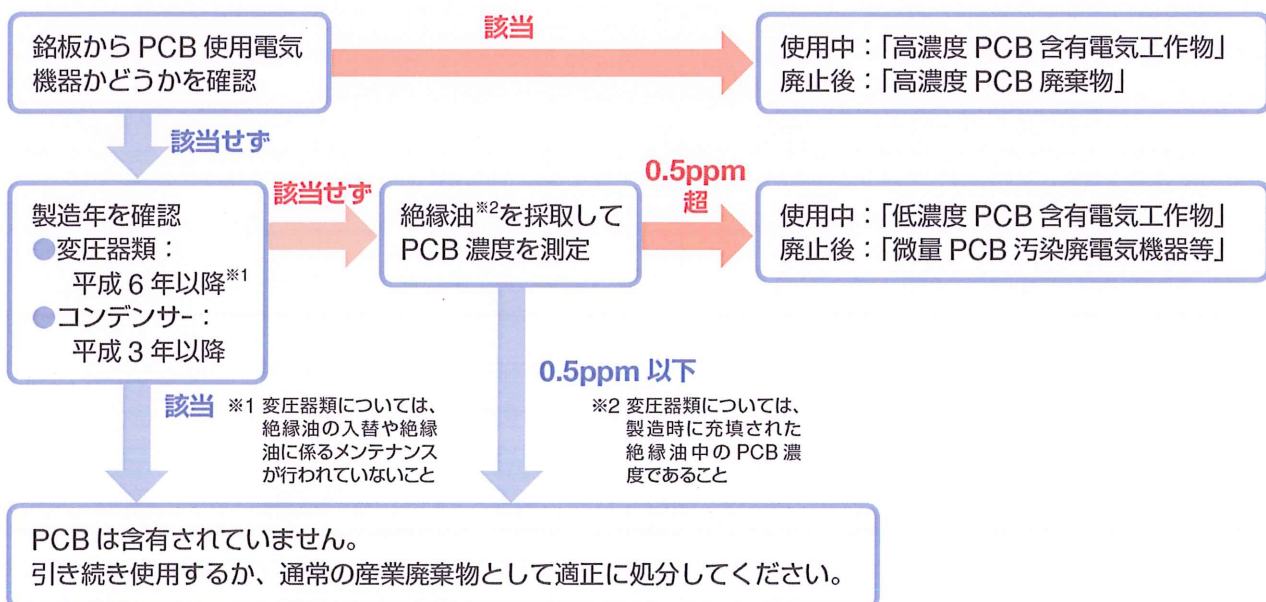 銘板から PCB 使用電気
機器かどうかを確認
該当
使用中：「高濃度 PCB 含有電気工作物」
廃止後：「高濃度 PCB 廃棄物」
該当せず
製造年を確認
●変圧器類：
平成 6 年以降※1
●コンデンサｰ：
平成 3 年以降
該当せず
絶縁油※2を採取して
PCB 濃度を測定
0.5ppm
超
使用中：「低濃度 PCB 含有電気工作物」
廃止後：「微量 PCB 汚染廃電気機器等」
該当
※1 変圧器類については、
絶縁油の入替や絶縁
油に係るメンテナンス
が行われていないこと
0.5ppm 以下
※2 変圧器類については、
製造時に充填された
絶縁油中の PCB 濃
度であること
PCB は含有されていません。
引き続き使用するか、通常の産業廃棄物として適正に処分してください。